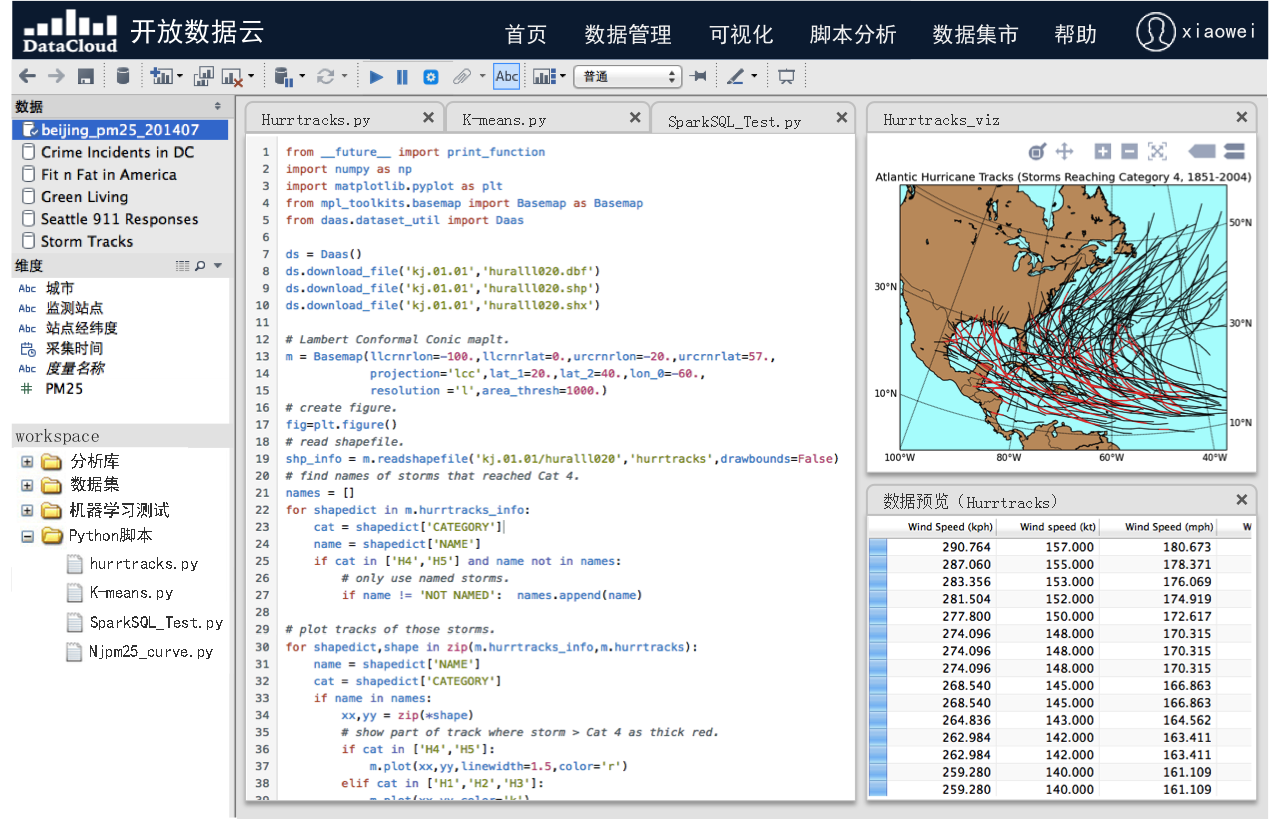 DataCloud 开放数据云 首页 数据管理 可视化 脚本分析 数据集市 帮助 xiaowei
Abc 普通
数据
beijing_pm25_201407
Crime Incidents in DC
Fit n Fat in America
Green Living
Seattle 911 Responses
Storm Tracks
维度
Abc 城市
Abc 监测站点
Abc 站点经纬度
采集时间
Abc 度量名称
# PM25
workspace
分析库
数据集
机器学习测试
Python脚本
hurrtracks.py
K-means.py
SparkSQL_Test.py
Njpm25_curve.py
Hurrtracks.py K-means.py SparkSQL_Test.py
1 from __future__ import print_function
2 import numpy as np
3 import matplotlib.pyplot as plt
4 from mpl_toolkits.basemap import Basemap as Basemap
5 from daas.dataset_util import Daas
6
7 ds = Daas()
8 ds.download_file('kj.01.01','huralll020.dbf')
9 ds.download_file('kj.01.01','huralll020.shp')
10 ds.download_file('kj.01.01','huralll020.shx')
11
12 # Lambert Conformal Conic maplt.
13 m = Basemap(llcrnrlon=-100.,llcrnrlat=0.,urcrnrlon=-20.,urcrnrlat=57.,
14 projection='lcc',lat_1=20.,lat_2=40.,lon_0=-60.,
15 resolution ='l',area_thresh=1000.)
16 # create figure.
17 fig=plt.figure()
18 # read shapefile.
19 shp_info = m.readshapefile('kj.01.01/huralll020','hurrtracks',drawbounds=False)
20 # find names of storms that reached Cat 4.
21 names = []
22 for shapedict in m.hurrtracks_info:
23 cat = shapedict['CATEGORY']
24 name = shapedict['NAME']
25 if cat in ['H4','H5'] and name not in names:
26 # only use named storms.
27 if name != 'NOT NAMED': names.append(name)
28
29 # plot tracks of those storms.
30 for shapedict,shape in zip(m.hurrtracks_info,m.hurrtracks):
31 name = shapedict['NAME']
32 cat = shapedict['CATEGORY']
33 if name in names:
34 xx,yy = zip(*shape)
35 # show part of track where storm > Cat 4 as thick red.
36 if cat in ['H4','H5']:
37 m.plot(xx,yy,linewidth=1.5,color='r')
38 elif cat in ['H1','H2','H3']:
39 m.plot(xx,yy,color='k')
Hurrtracks_viz
Atlantic Hurricane Tracks (Storms Reaching Category 4, 1851-2004)
50°N
30°N
30°N
10°N
10°N
100°W 80°W 60°W 40°W
数据预览（Hurrtracks）
Wind Speed (kph) Wind speed (kt) Wind Speed (mph) W
290.764 157.000 180.673
287.060 155.000 178.371
283.356 153.000 176.069
281.504 152.000 174.919
277.800 150.000 172.617
274.096 148.000 170.315
274.096 148.000 170.315
274.096 148.000 170.315
268.540 145.000 166.863
268.540 145.000 166.863
264.836 143.000 164.562
262.984 142.000 163.411
262.984 142.000 163.411
259.280 140.000 161.109
259.280 140.000 161.109